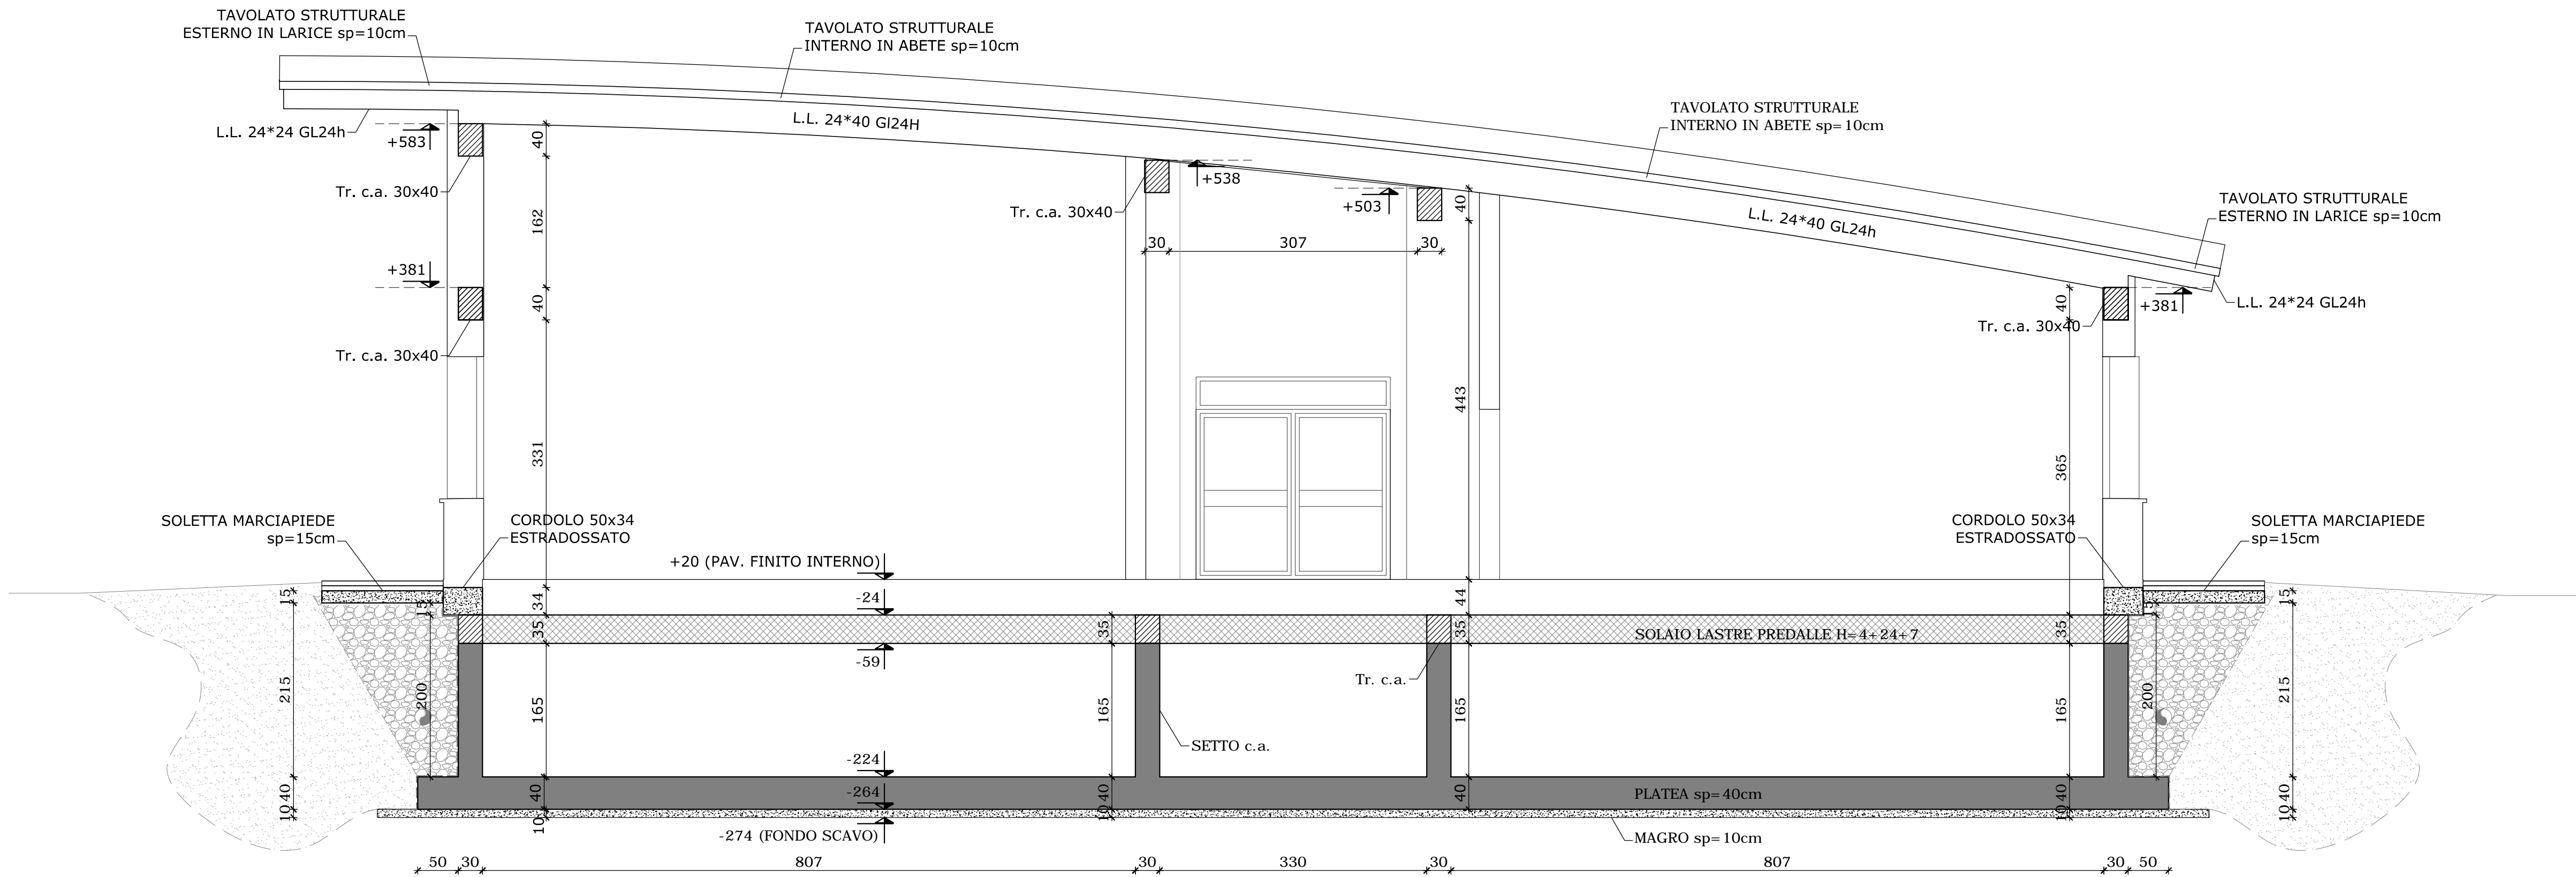 TAVOLATO STRUTTURALE
ESTERNO IN LARICE sp=10cm
TAVOLATO STRUTTURALE
INTERNO IN ABETE sp=10cm
TAVOLATO STRUTTURALE
INTERNO IN ABETE sp=10cm
TAVOLATO STRUTTURALE
ESTERNO IN LARICE sp=10cm
L.L. 24*24 GL24h
L.L. 24*40 Gl24H
L.L. 24*40 GL24h
L.L. 24*24 GL24h
+583
40
Tr. c.a. 30x40
162
+381
40
Tr. c.a. 30x40
331
Tr. c.a. 30x40
+538
+503
40
30
307
30
443
+381
40
Tr. c.a. 30x40
365
SOLETTA MARCIAPIEDE
sp=15cm
CORDOLO 50x34
ESTRADOSSATO
+20 (PAV. FINITO INTERNO)
CORDOLO 50x34
ESTRADOSSATO
SOLETTA MARCIAPIEDE
sp=15cm
15
15
34
-24
44
15
15
35
-59
35
35
SOLAIO LASTRE PREDALLE H=4+24+7
35
Tr. c.a.
215
200
165
165
165
165
200
215
SETTO c.a.
-224
40
40
-264
40
40
PLATEA sp=40cm
40
40
10
10
-274 (FONDO SCAVO)
10
MAGRO sp=10cm
10
10
50
30
807
30
330
30
807
30
50